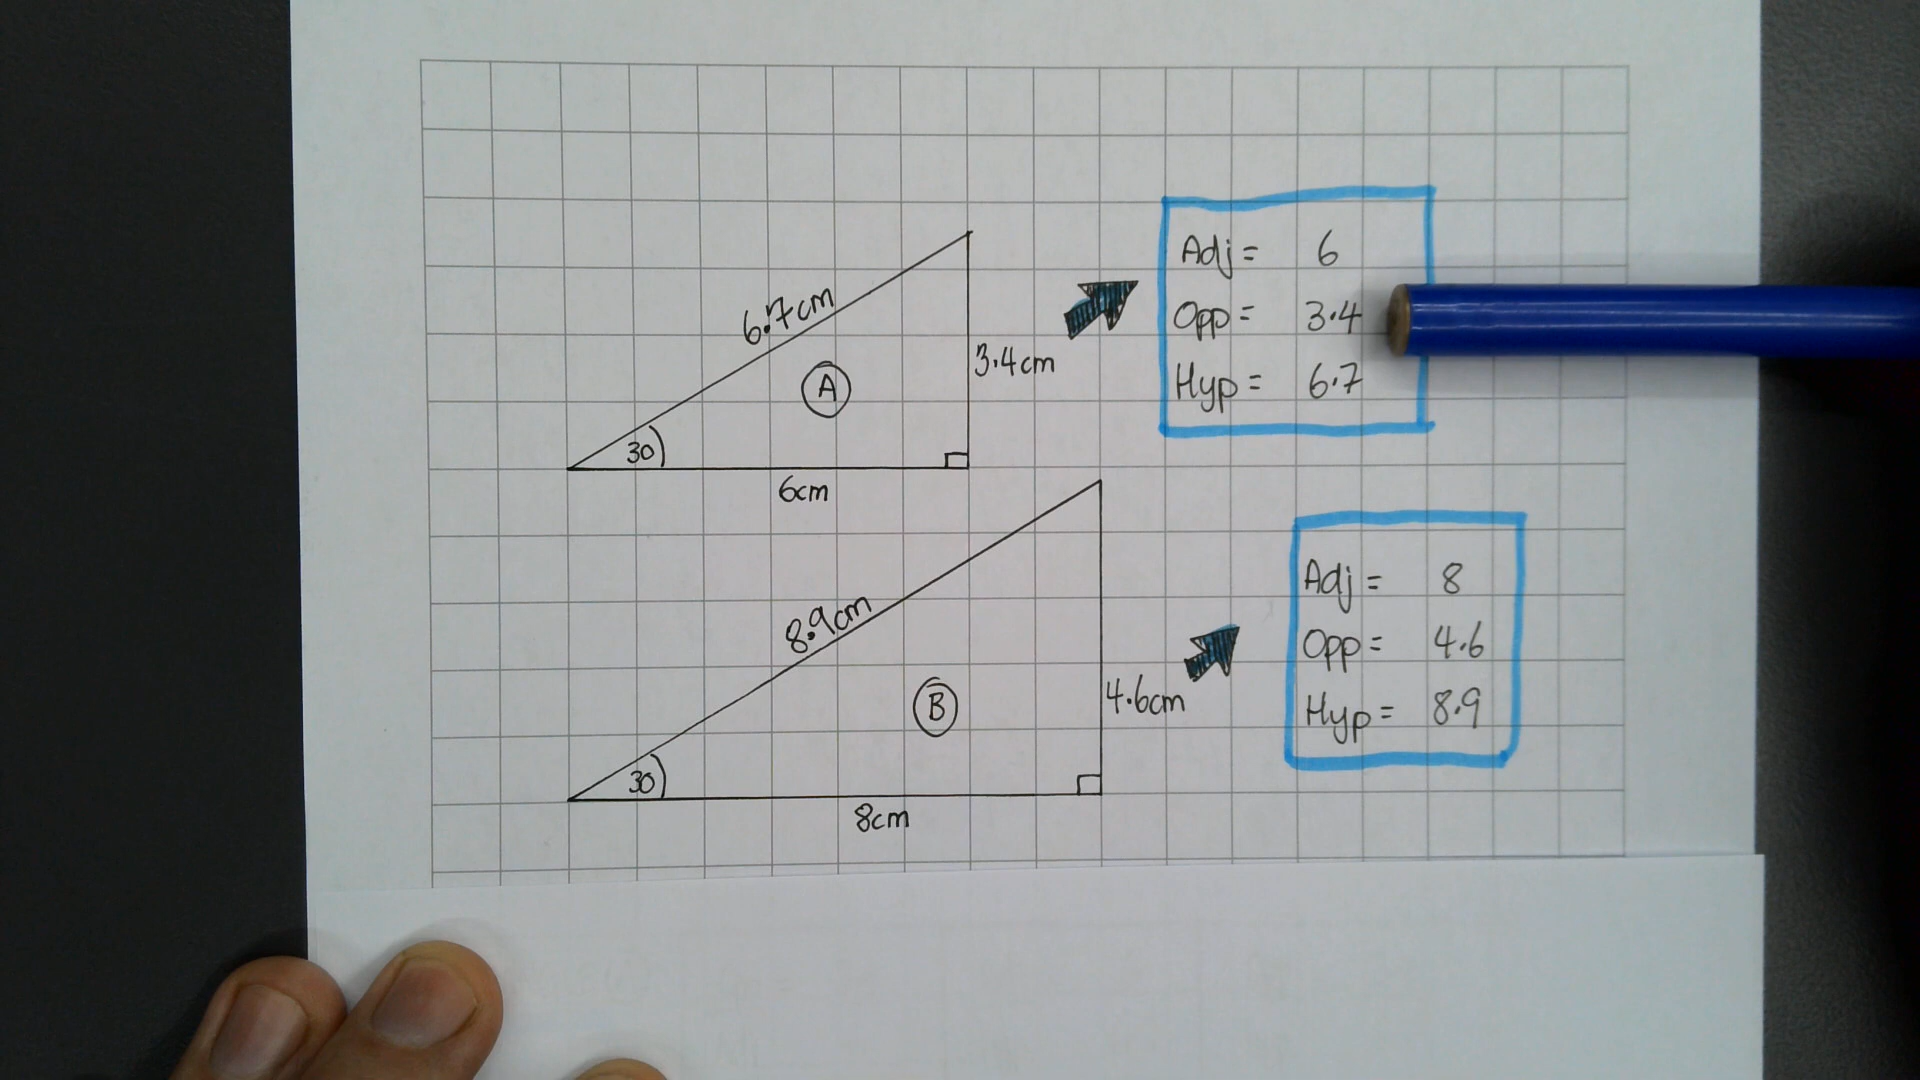 6.7cm
A
3.4cm
30
6cm
Adj = 6
Opp = 3.4
Hyp = 6.7
8.9cm
B
4.6cm
30
8cm
Adj = 8
Opp = 4.6
Hyp = 8.9